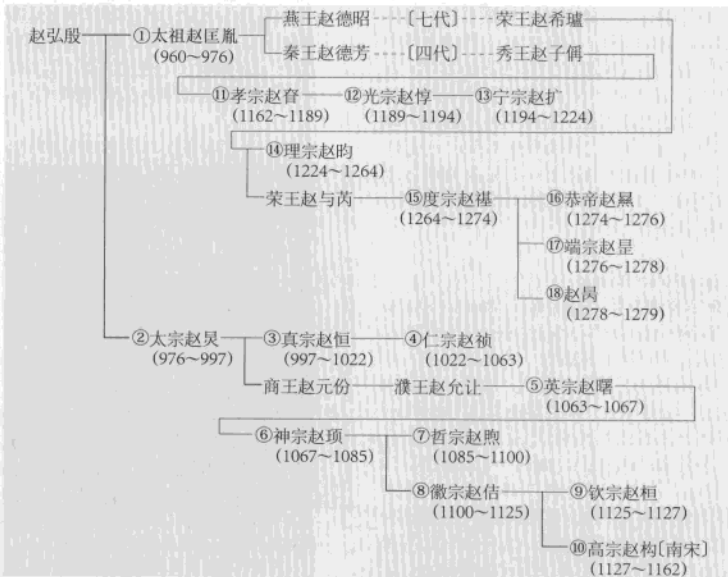 燕王赵德昭 〔七代〕 荣王赵希瓐
赵弘殷 ①太祖赵匡胤
(960～976)
秦王赵德芳 〔四代〕 秀王赵子偁
⑪孝宗赵昚 ⑫光宗赵惇 ⑬宁宗赵扩
(1162～1189) (1189～1194) (1194～1224)
⑭理宗赵昀
(1224～1264)
荣王赵与芮 ⑮度宗赵禥 ⑯恭帝赵㬎
(1264～1274) (1274～1276)
⑰端宗赵昰
(1276～1278)
⑱赵昺
(1278～1279)
②太宗赵炅 ③真宗赵恒 ④仁宗赵祯
(976～997) (997～1022) (1022～1063)
商王赵元份 濮王赵允让 ⑤英宗赵曙
(1063～1067)
⑥神宗赵顼 ⑦哲宗赵煦
(1067～1085) (1085～1100)
⑧徽宗赵佶 ⑨钦宗赵桓
(1100～1125) (1125～1127)
⑩高宗赵构〔南宋〕
(1127～1162)